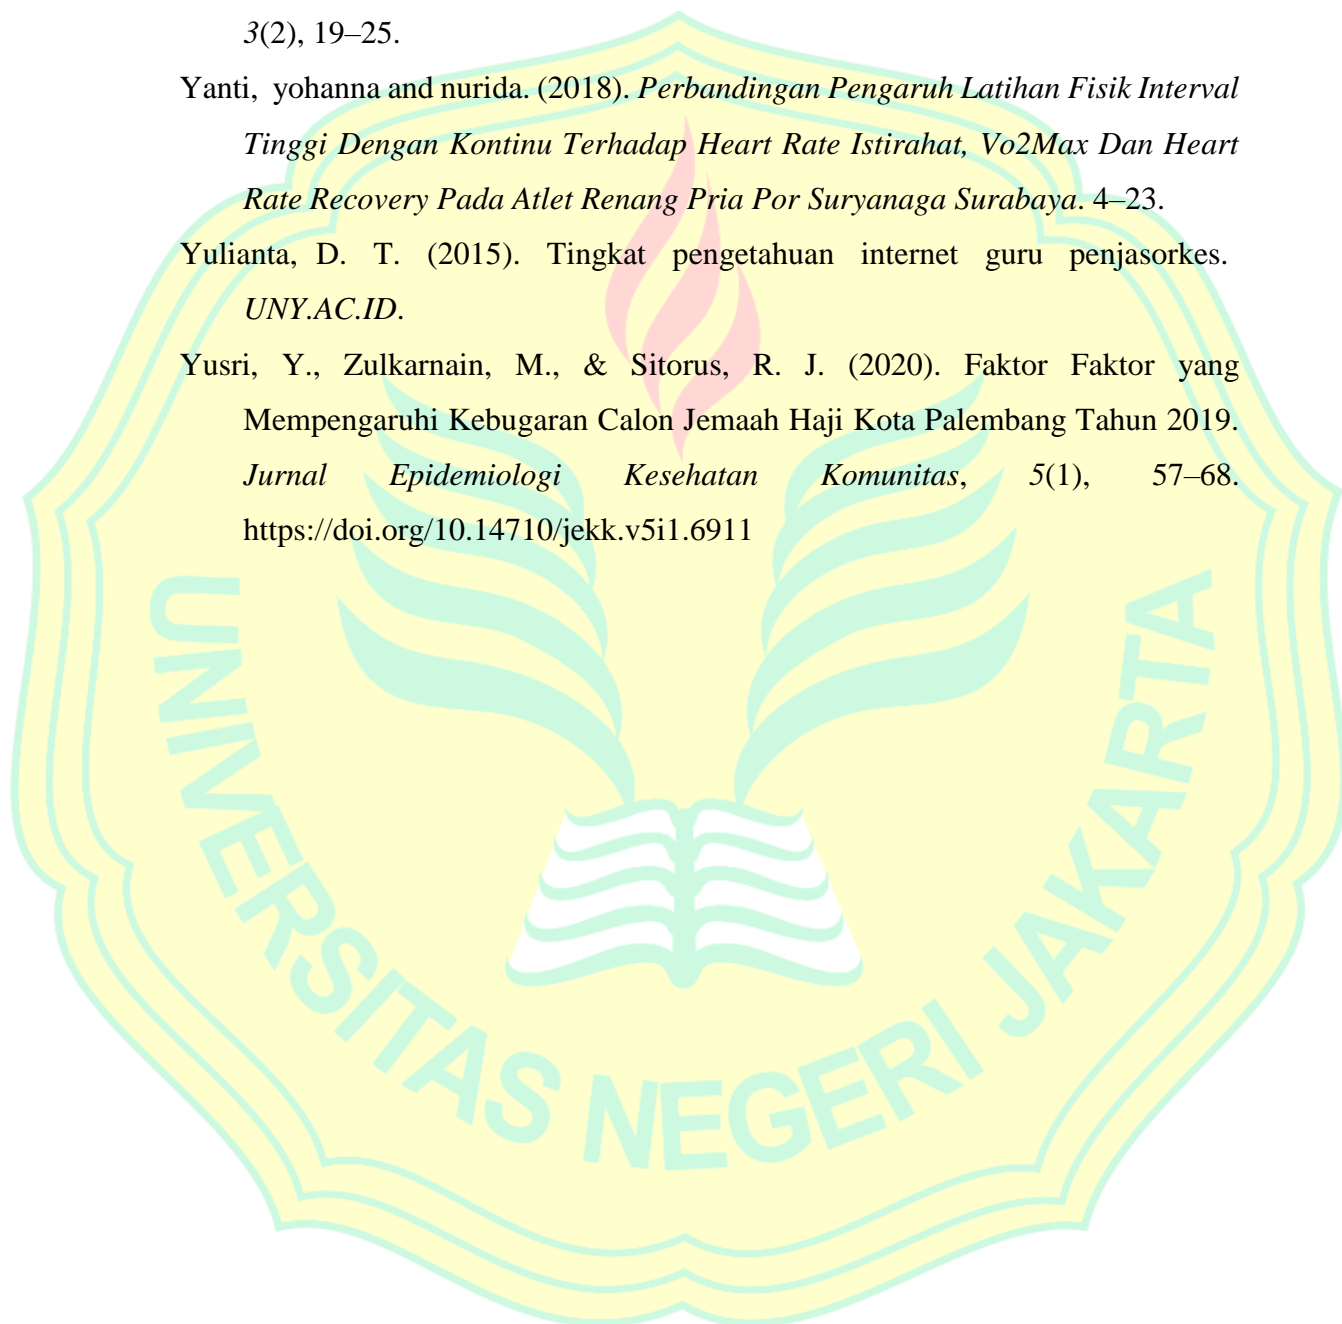 3(2), 19–25.
Yanti, yohanna and nurida. (2018). Perbandingan Pengaruh Latihan Fisik Interval
Tinggi Dengan Kontinu Terhadap Heart Rate Istirahat, Vo2Max Dan Heart
Rate Recovery Pada Atlet Renang Pria Por Suryanaga Surabaya. 4–23.
Yulianta, D. T. (2015). Tingkat pengetahuan internet guru penjasorkes.
UNY.AC.ID.
Yusri, Y., Zulkarnain, M., & Sitorus, R. J. (2020). Faktor Faktor yang
Mempengaruhi Kebugaran Calon Jemaah Haji Kota Palembang Tahun 2019.
Jurnal Epidemiologi Kesehatan Komunitas, 5(1), 57–68.
https://doi.org/10.14710/jekk.v5i1.6911
UNIVERSITAS NEGERI JAKARTA